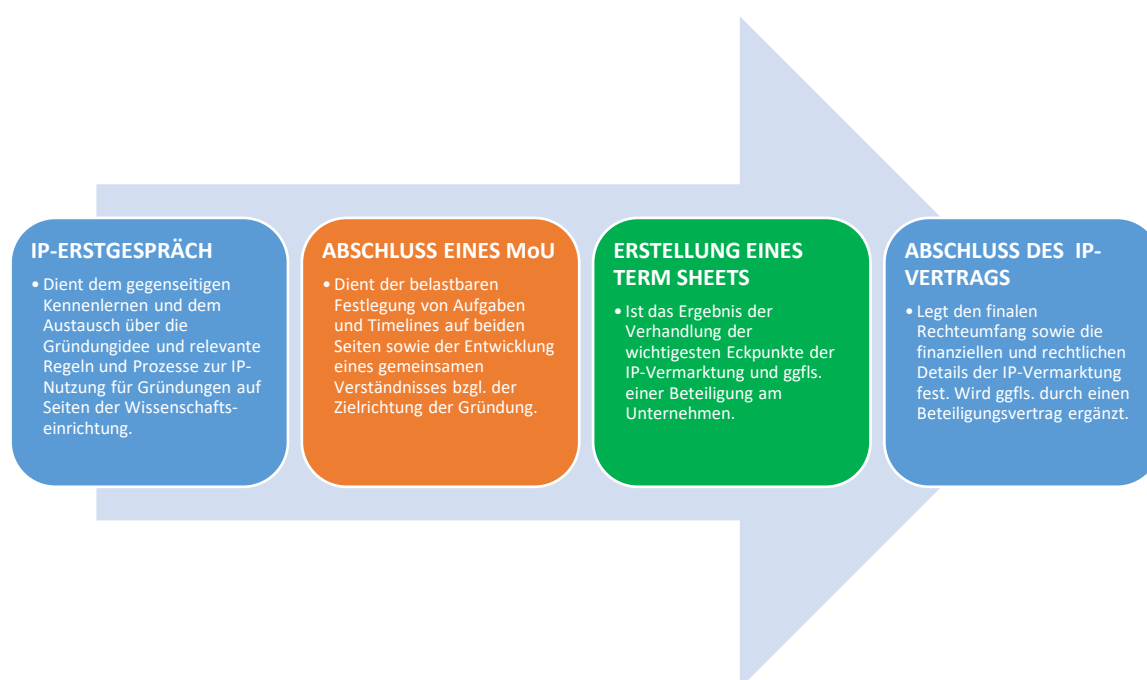 IP-ERSTGESPRÄCH
• Dient dem gegenseitigen
Kennenlernen und dem
Austausch über die
Gründungidee und relevante
Regeln und Prozesse zur IP-
Nutzung für Gründungen auf
Seiten der Wissenschafts-
einrichtung.
ABSCHLUSS EINES MoU
• Dient der belastbaren
Festlegung von Aufgaben
und Timelines auf beiden
Seiten sowie der Entwicklung
eines gemeinsamen
Verständnisses bzgl. der
Zielrichtung der Gründung.
ERSTELLUNG EINES
TERM SHEETS
• Ist das Ergebnis der
Verhandlung der
wichtigsten Eckpunkte der
IP-Vermarktung und ggfls.
einer Beteiligung am
Unternehmen.
ABSCHLUSS DES IP-
VERTRAGS
• Legt den finalen
Rechteumfang sowie die
finanziellen und rechtlichen
Details der IP-Vermarktung
fest. Wird ggfls. durch einen
Beteiligungsvertrag ergänzt.